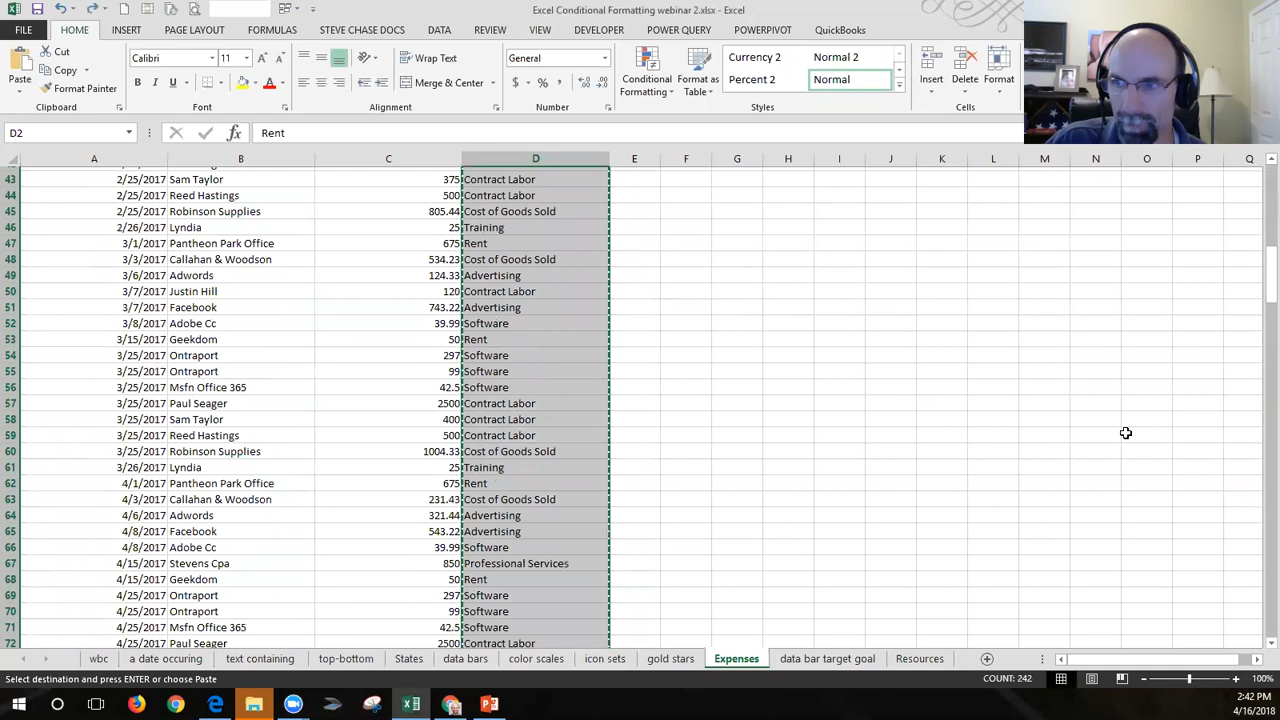 Excel Conditional Formatting webinar 2.xlsx - Excel
FILE HOME INSERT PAGE LAYOUT FORMULAS STEVE CHASE DOCS DATA REVIEW VIEW DEVELOPER POWER QUERY POWERPIVOT QuickBooks
Paste Cut Copy Format Painter
Calibri 11 B I U A A A
Wrap Text Merge & Center
General $ % ,
Conditional Formatting Format as Table
Currency 2 Normal 2
Percent 2 Normal
Insert Delete Format
Clipboard Font Alignment Number Styles Cells
D2 fx Rent
A B C D E F G H I J K L M N O P Q
43 2/25/2017 Sam Taylor 375 Contract Labor
44 2/25/2017 Reed Hastings 500 Contract Labor
45 2/25/2017 Robinson Supplies 805.44 Cost of Goods Sold
46 2/26/2017 Lyndia 25 Training
47 3/1/2017 Pantheon Park Office 675 Rent
48 3/3/2017 Callahan & Woodson 534.23 Cost of Goods Sold
49 3/6/2017 Adwords 124.33 Advertising
50 3/7/2017 Justin Hill 120 Contract Labor
51 3/7/2017 Facebook 743.22 Advertising
52 3/8/2017 Adobe Cc 39.99 Software
53 3/15/2017 Geekdom 50 Rent
54 3/25/2017 Ontraport 297 Software
55 3/25/2017 Ontraport 99 Software
56 3/25/2017 Msfn Office 365 42.5 Software
57 3/25/2017 Paul Seager 2500 Contract Labor
58 3/25/2017 Sam Taylor 400 Contract Labor
59 3/25/2017 Reed Hastings 500 Contract Labor
60 3/25/2017 Robinson Supplies 1004.33 Cost of Goods Sold
61 3/26/2017 Lyndia 25 Training
62 4/1/2017 Pantheon Park Office 675 Rent
63 4/3/2017 Callahan & Woodson 231.43 Cost of Goods Sold
64 4/6/2017 Adwords 321.44 Advertising
65 4/8/2017 Facebook 543.22 Advertising
66 4/8/2017 Adobe Cc 39.99 Software
67 4/15/2017 Stevens Cpa 850 Professional Services
68 4/15/2017 Geekdom 50 Rent
69 4/25/2017 Ontraport 297 Software
70 4/25/2017 Ontraport 99 Software
71 4/25/2017 Msfn Office 365 42.5 Software
72 4/25/2017 Paul Seager 2500 Contract Labor
wbc a date occuring text containing top-bottom States data bars color scales icon sets gold stars Expenses data bar target goal Resources
Select destination and press ENTER or choose Paste COUNT: 242 100%
2:42 PM
4/16/2018